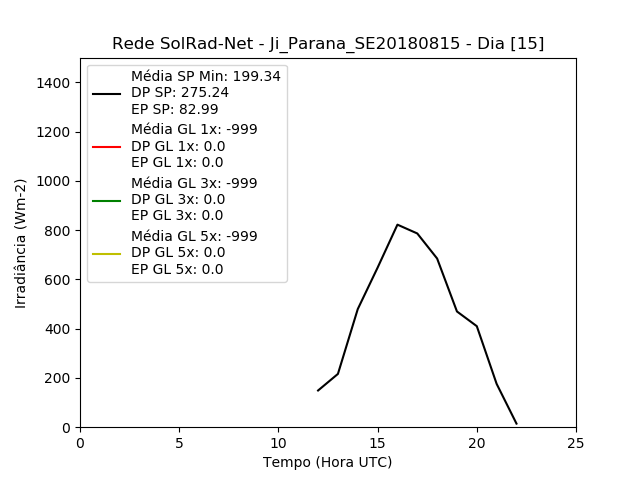 Rede SolRad-Net - Ji_Parana_SE20180815 - Dia [15]
Média SP Min: 199.34
DP SP: 275.24
EP SP: 82.99
Média GL 1x: -999
DP GL 1x: 0.0
EP GL 1x: 0.0
Média GL 3x: -999
DP GL 3x: 0.0
EP GL 3x: 0.0
Média GL 5x: -999
DP GL 5x: 0.0
EP GL 5x: 0.0
Irradiância (Wm-2)
1400
1200
1000
800
600
400
200
0
0 5 10 15 20 25
Tempo (Hora UTC)